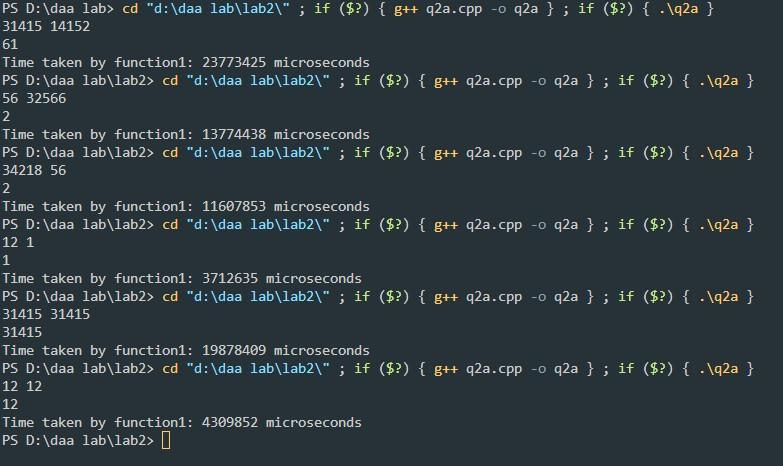 PS D:\daa lab> cd "d:\daa lab\lab2\" ; if ($?) { g++ q2a.cpp -o q2a } ; if ($?) { .\q2a }
31415 14152
61
Time taken by function1: 23773425 microseconds
PS D:\daa lab\lab2> cd "d:\daa lab\lab2\" ; if ($?) { g++ q2a.cpp -o q2a } ; if ($?) { .\q2a }
56 32566
2
Time taken by function1: 13774438 microseconds
PS D:\daa lab\lab2> cd "d:\daa lab\lab2\" ; if ($?) { g++ q2a.cpp -o q2a } ; if ($?) { .\q2a }
34218 56
2
Time taken by function1: 11607853 microseconds
PS D:\daa lab\lab2> cd "d:\daa lab\lab2\" ; if ($?) { g++ q2a.cpp -o q2a } ; if ($?) { .\q2a }
12 1
1
Time taken by function1: 3712635 microseconds
PS D:\daa lab\lab2> cd "d:\daa lab\lab2\" ; if ($?) { g++ q2a.cpp -o q2a } ; if ($?) { .\q2a }
31415 31415
31415
Time taken by function1: 19878409 microseconds
PS D:\daa lab\lab2> cd "d:\daa lab\lab2\" ; if ($?) { g++ q2a.cpp -o q2a } ; if ($?) { .\q2a }
12 12
12
Time taken by function1: 4309852 microseconds
PS D:\daa lab\lab2>